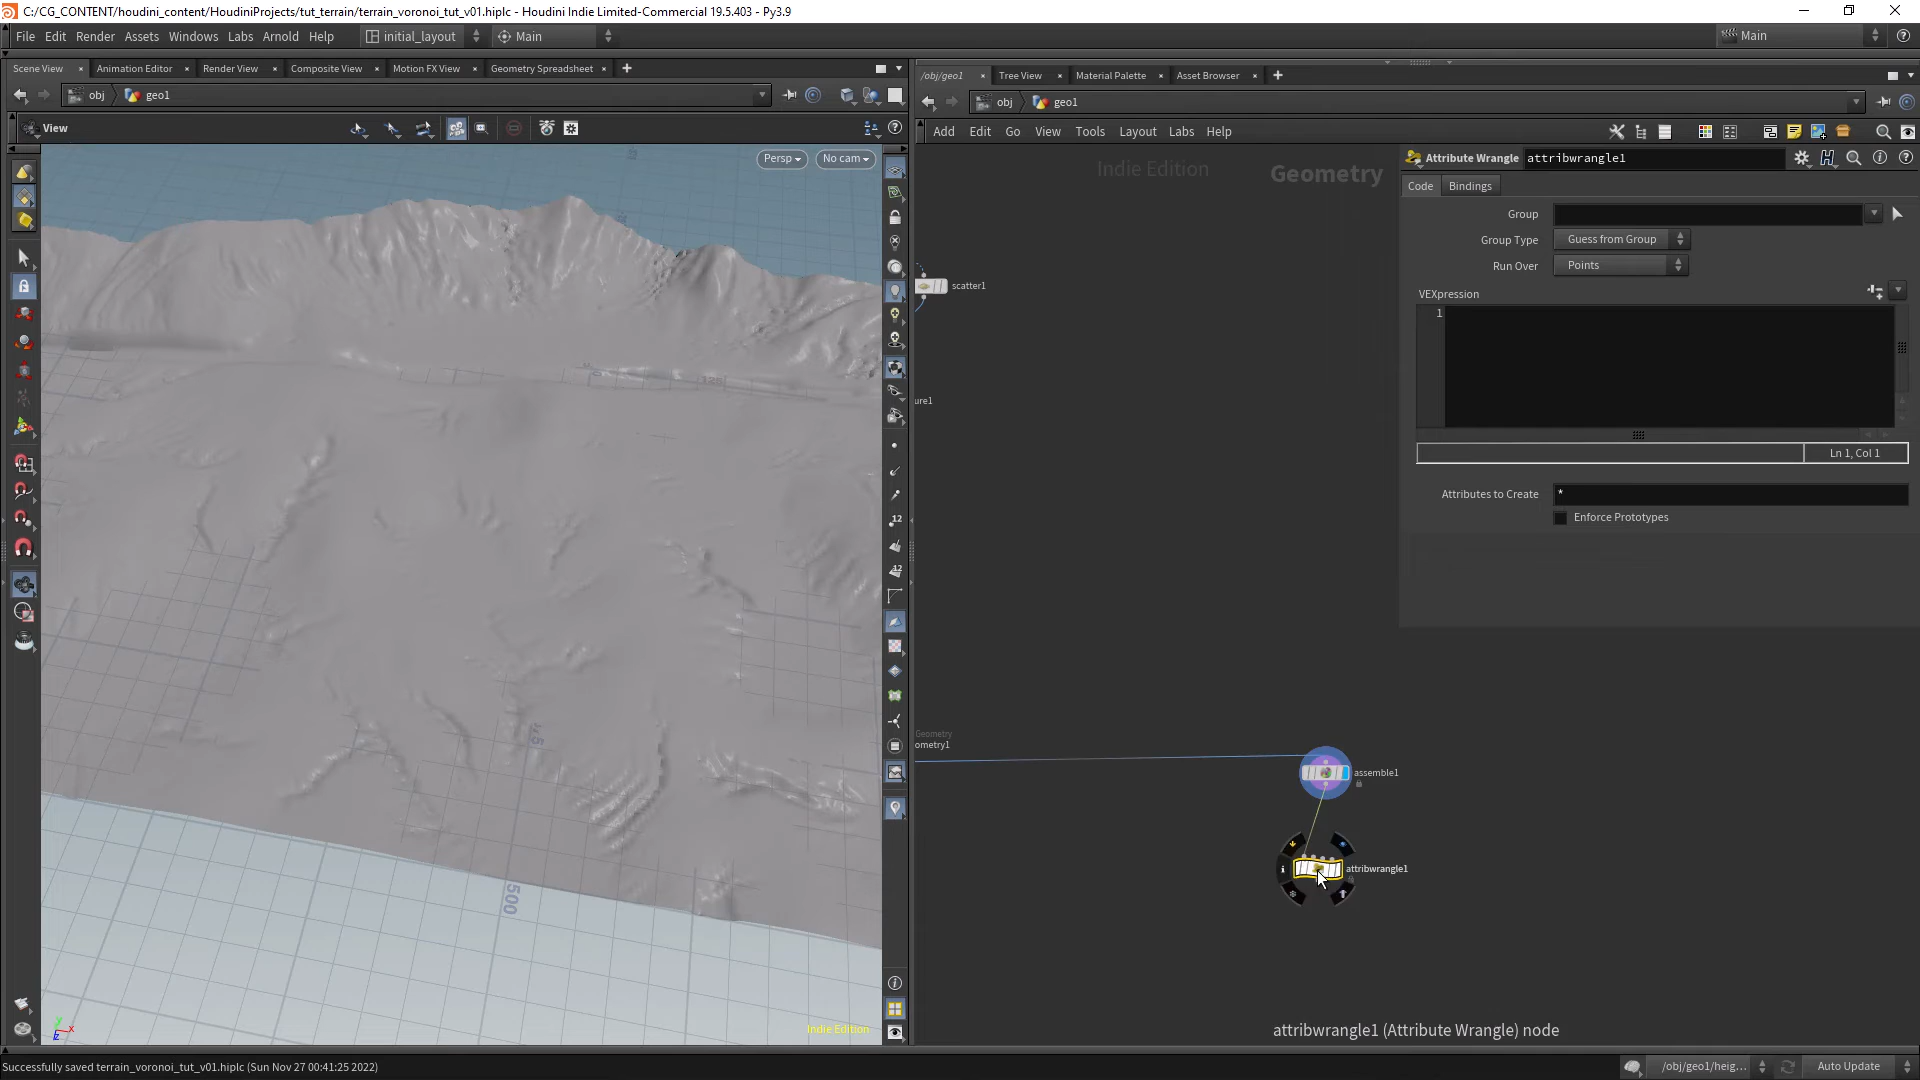 C:/CG_CONTENT/houdini_content/HoudiniProjects/tut_terrain/terrain_voronoi_tut_v01.hiplc - Houdini Indie Limited-Commercial 19.5.403 - Py3.9
File Edit Render Assets Windows Labs Arnold Help initial_layout Main Main
Scene View Animation Editor Render View Composite View Motion FX View Geometry Spreadsheet
/obj/geo1 Tree View Material Palette Asset Browser
obj geo1
obj geo1
View
Add Edit Go View Tools Layout Labs Help
Persp No cam
Indie Edition
Geometry
Attribute Wrangle attribwrangle1
Code Bindings
Group
Group Type Guess from Group
Run Over Points
VEXpression
1
Ln 1, Col 1
Attributes to Create *
Enforce Prototypes
scatter1
ure1
Geometry
ometry1
assemble1
attribwrangle1
12
12
500
Indie Edition
attribwrangle1 (Attribute Wrangle) node
Successfully saved terrain_voronoi_tut_v01.hiplc (Sun Nov 27 00:41:25 2022)
/obj/geo1/heig... Auto Update